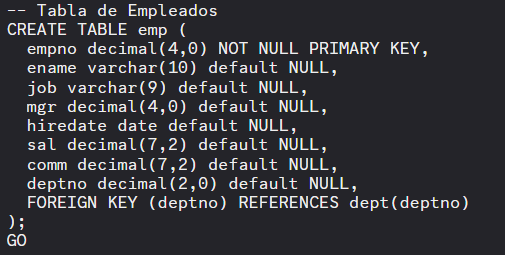 -- Tabla de Empleados
CREATE TABLE emp (
  empno decimal(4,0) NOT NULL PRIMARY KEY,
  ename varchar(10) default NULL,
  job varchar(9) default NULL,
  mgr decimal(4,0) default NULL,
  hiredate date default NULL,
  sal decimal(7,2) default NULL,
  comm decimal(7,2) default NULL,
  deptno decimal(2,0) default NULL,
  FOREIGN KEY (deptno) REFERENCES dept(deptno)
);
GO